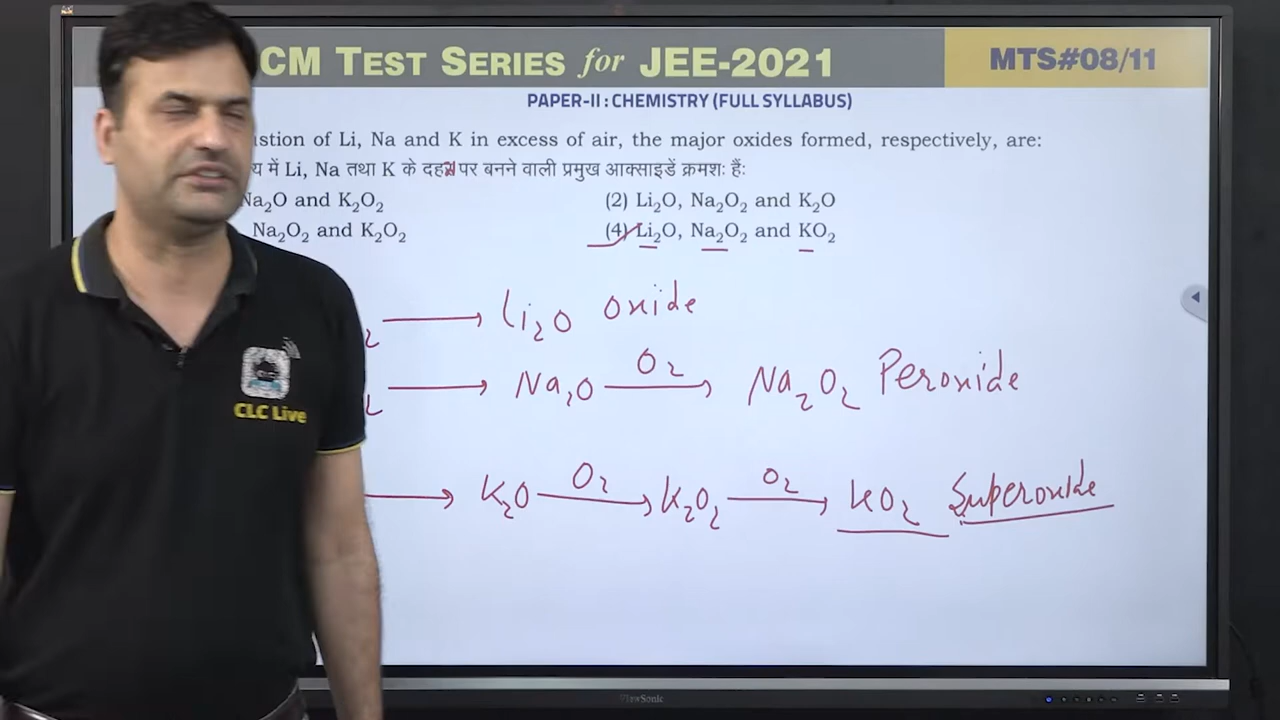 CM TEST SERIES for JEE-2021
MTS#08/11
PAPER-II : CHEMISTRY (FULL SYLLABUS)
stion of Li, Na and K in excess of air, the major oxides formed, respectively, are:
य में Li, Na तथा K के दहन पर बनने वाली प्रमुख आक्साइडें क्रमशः हैं:
Na₂O and K₂O₂
(2) Li₂O, Na₂O₂ and K₂O
Na₂O₂ and K₂O₂
(4) Li₂O, Na₂O₂ and KO₂
₂ ⟶ Li₂O Oxide
₂ ⟶ Na₂O —O₂→ Na₂O₂ Peroxide
⟶ K₂O —O₂→ K₂O₂ —O₂→ KO₂ Superoxide
CLC Live
ViewSonic